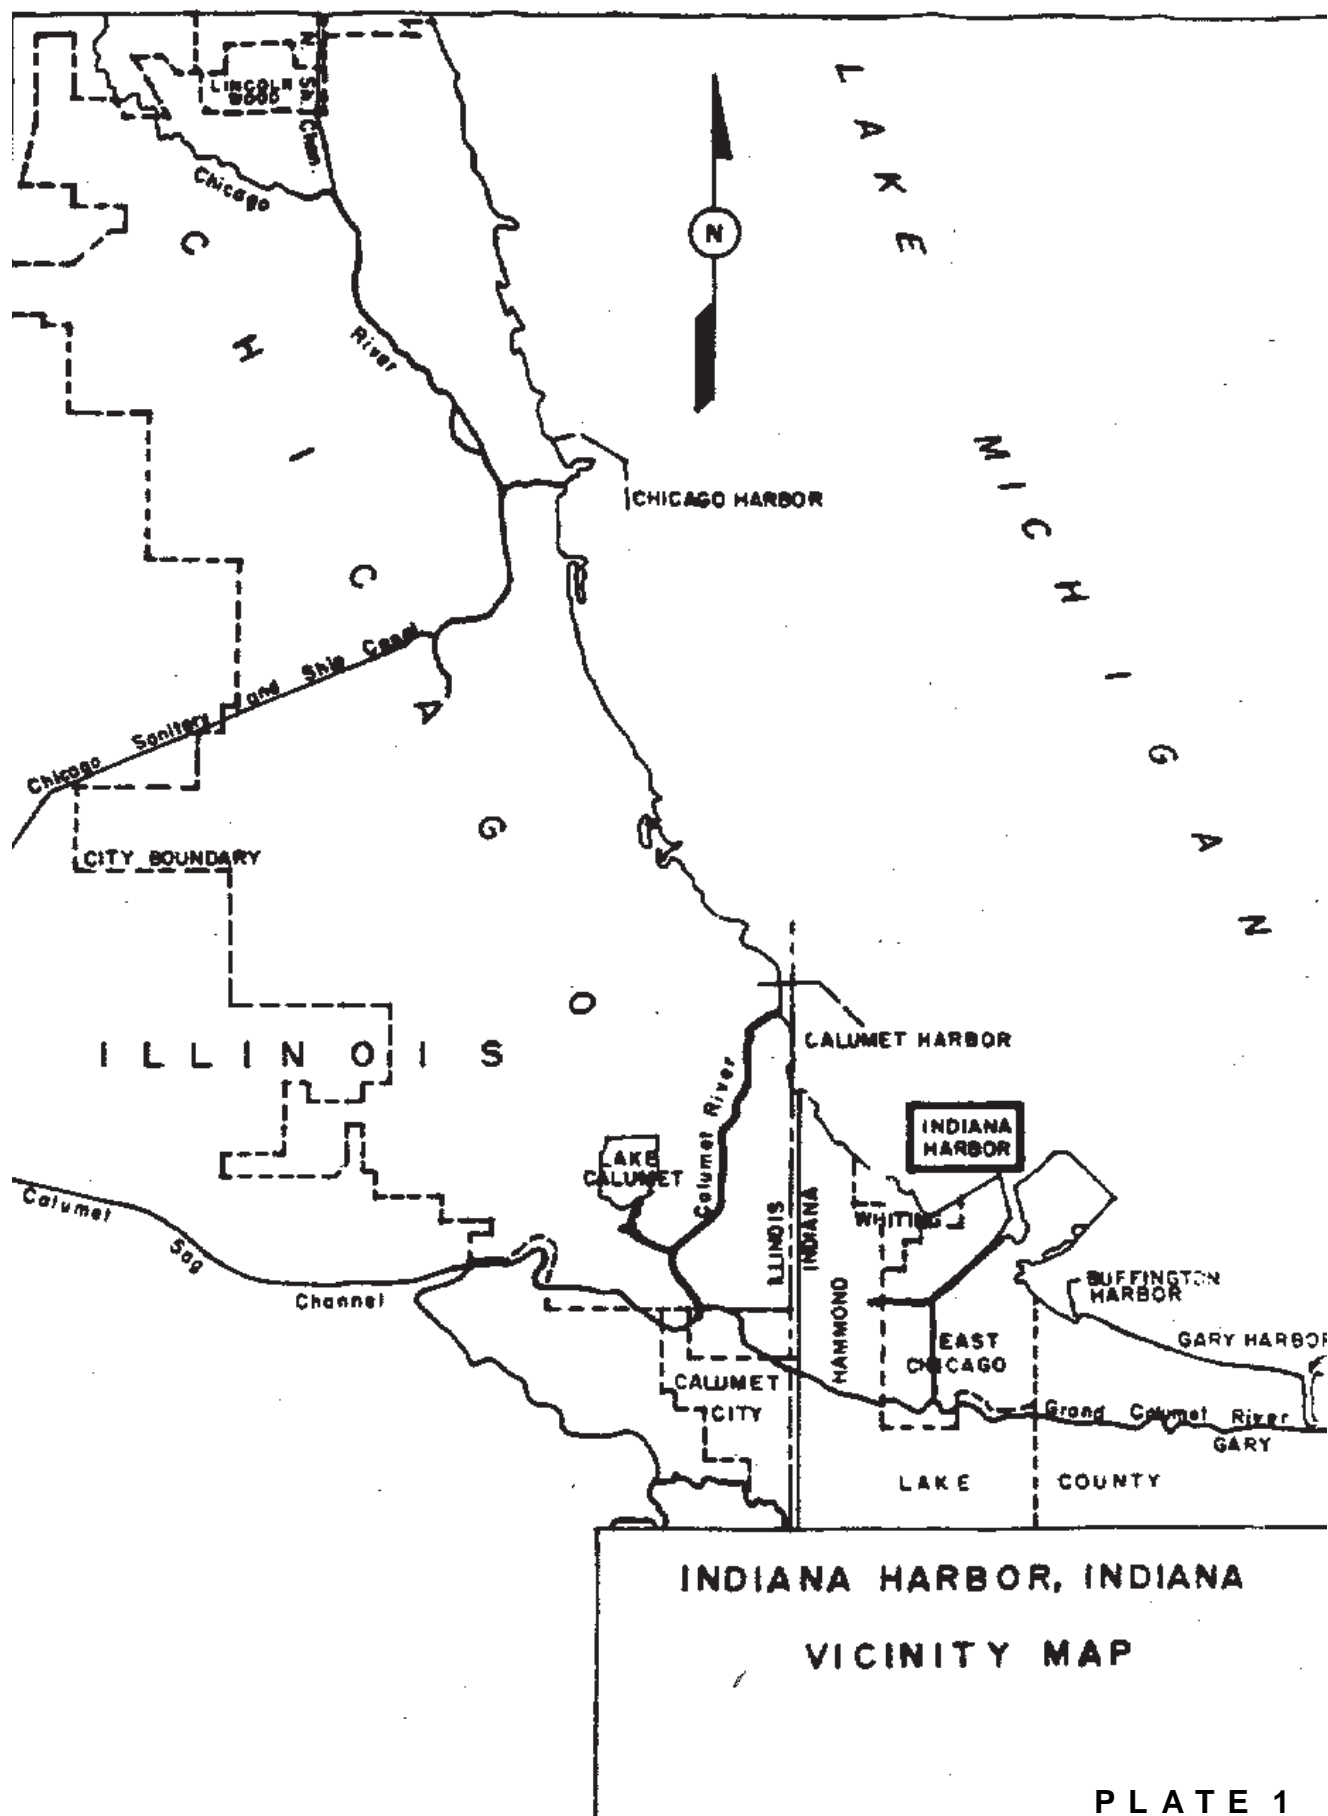 LINCOLN
WOOD
N. Sh. Chan.
Chicago
River
LAKE
MICHIGAN
N
CHICAGO
CHICAGO HARBOR
Chicago Sanitary and Ship Canal
CITY BOUNDARY
ILLINOIS
CALUMET HARBOR
Calumet River
LAKE
CALUMET
INDIANA
HARBOR
WHITING
ILLINOIS
INDIANA
HAMMOND
Calumet
Sag
Channel
BUFFINGTON
HARBOR
GARY HARBOR
EAST
CHICAGO
CALUMET
CITY
Grand Calumet River
GARY
LAKE COUNTY
INDIANA HARBOR, INDIANA
VICINITY MAP
PLATE 1